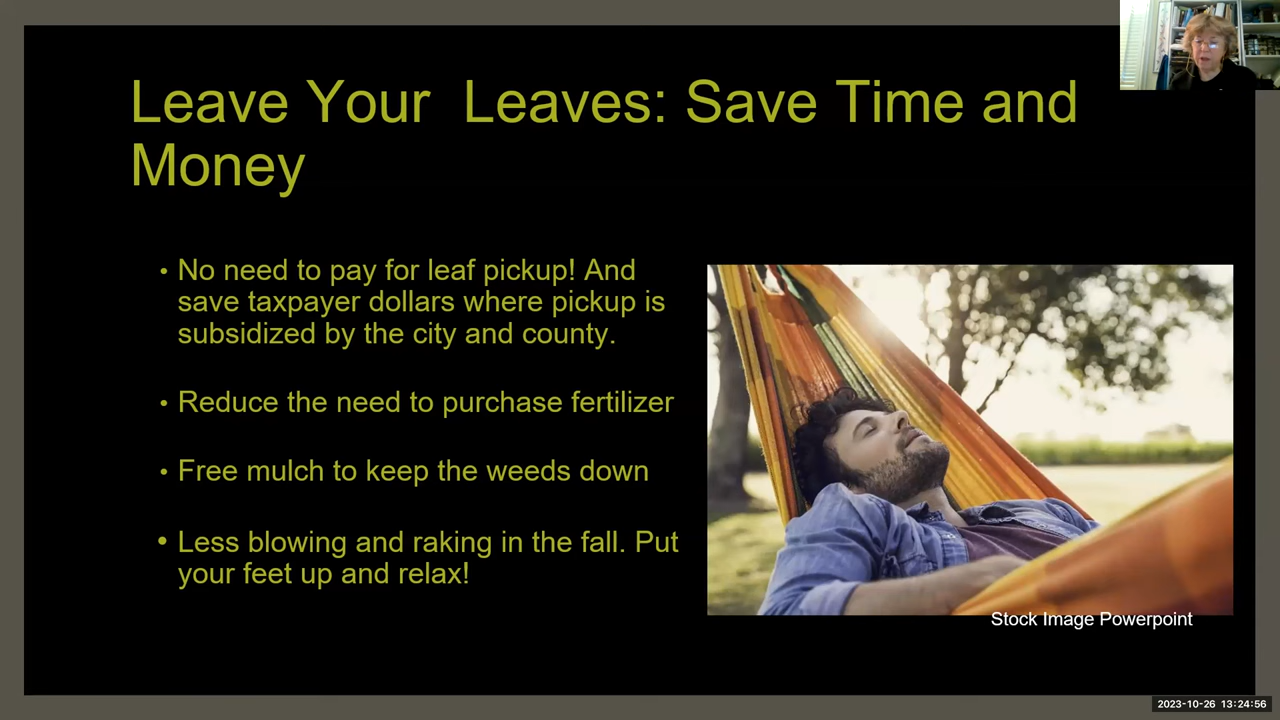 Leave Your  Leaves: Save Time and
Money
• No need to pay for leaf pickup! And
save taxpayer dollars where pickup is
subsidized by the city and county.
• Reduce the need to purchase fertilizer
• Free mulch to keep the weeds down
• Less blowing and raking in the fall. Put
your feet up and relax!
Stock Image Powerpoint
2023-10-26 13:24:56